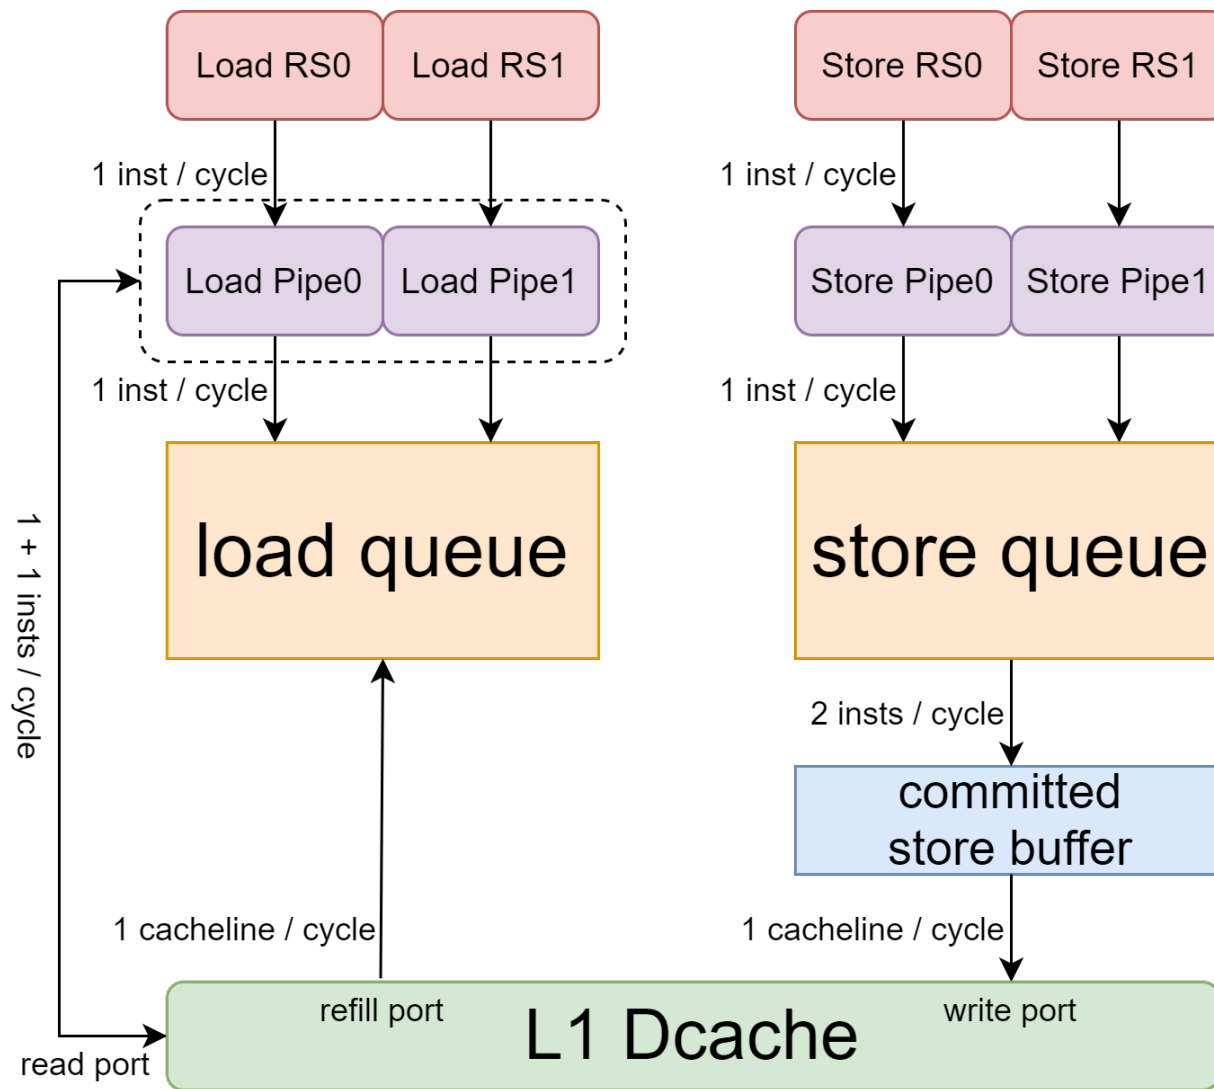 Load RS0
Load RS1
Store RS0
Store RS1
1 inst / cycle
1 inst / cycle
Load Pipe0
Load Pipe1
Store Pipe0
Store Pipe1
1 inst / cycle
1 inst / cycle
load queue
store queue
1 + 1 insts / cycle
2 insts / cycle
committed
store buffer
1 cacheline / cycle
1 cacheline / cycle
refill port
write port
L1 Dcache
read port